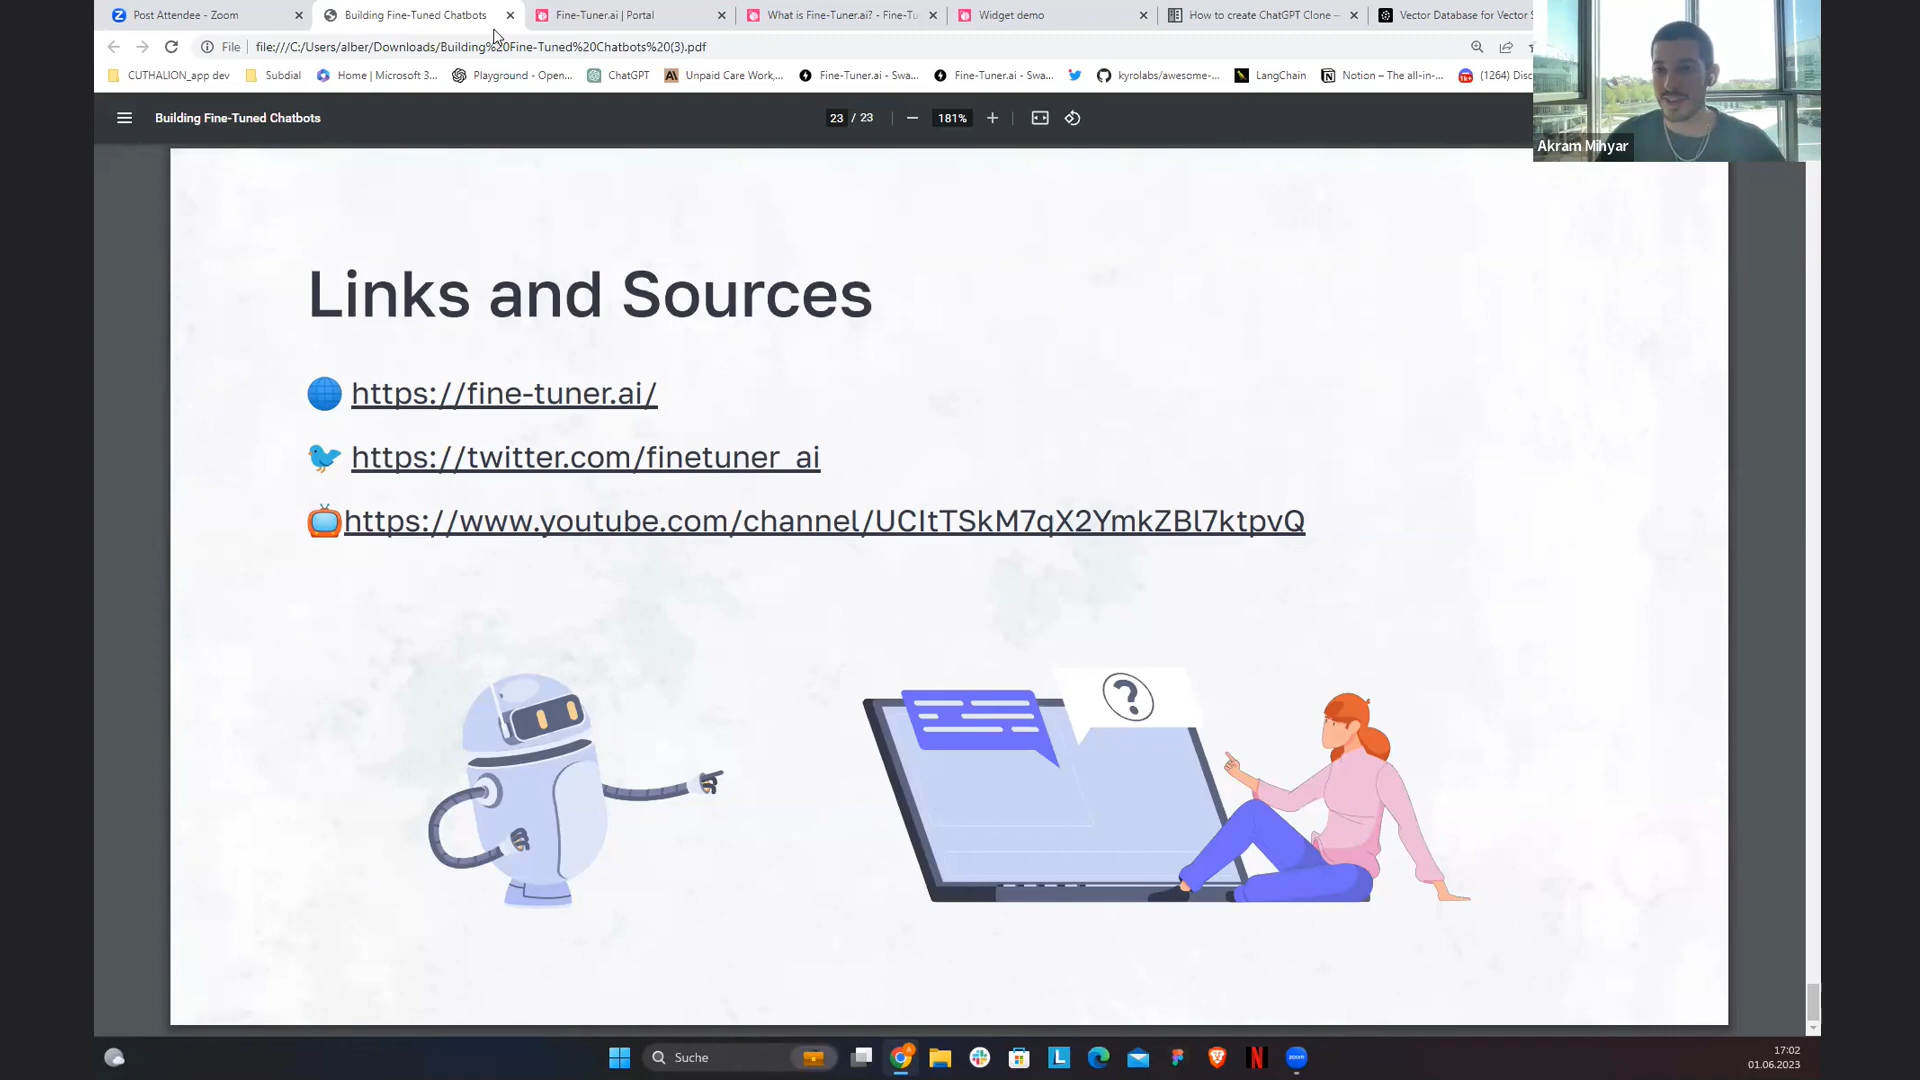 Post Attendee - Zoom
Building Fine-Tuned Chatbots
Fine-Tuner.ai | Portal
What is Fine-Tuner.ai? - Fine-Tu
Widget demo
How to create ChatGPT Clone –
Vector Database for Vector S
File
file:///C:/Users/alber/Downloads/Building%20Fine-Tuned%20Chatbots%20(3).pdf
CUTHALION_app dev
Subdial
Home | Microsoft 3...
Playground - Open...
ChatGPT
Unpaid Care Work,...
Fine-Tuner.ai - Swa...
Fine-Tuner.ai - Swa...
kyrolabs/awesome-...
LangChain
Notion – The all-in-...
(1264) Disc
Building Fine-Tuned Chatbots
23 / 23
181%
Akram Mihyar
Links and Sources
https://fine-tuner.ai/
https://twitter.com/finetuner_ai
https://www.youtube.com/channel/UCItTSkM7qX2YmkZBl7ktpvQ
?
Suche
zoom
17:02
01.06.2023